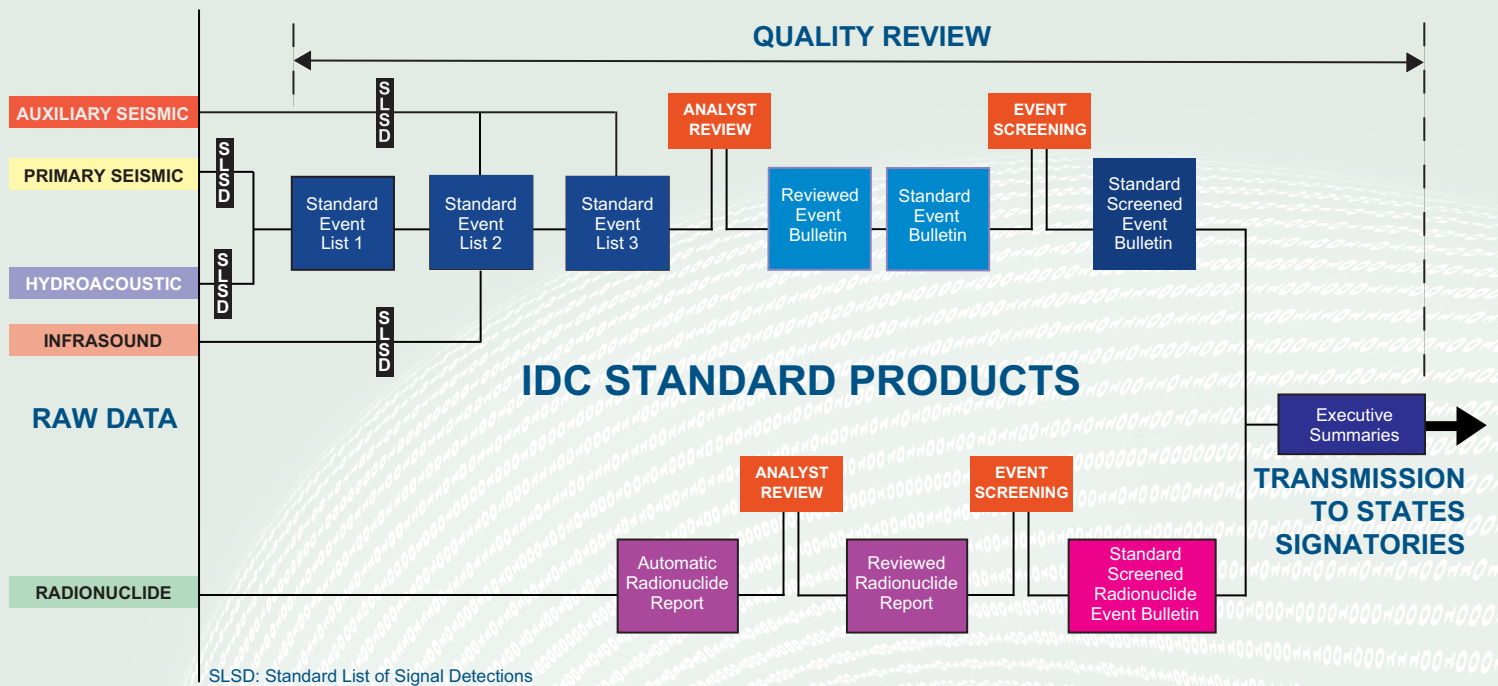 QUALITY REVIEW
AUXILIARY SEISMIC
PRIMARY SEISMIC
HYDROACOUSTIC
INFRASOUND
RAW DATA
RADIONUCLIDE
SLSD
SLSD
SLSD
SLSD
Standard
Event
List 1
Standard
Event
List 2
Standard
Event
List 3
ANALYST
REVIEW
Reviewed
Event
Bulletin
Standard
Event
Bulletin
EVENT
SCREENING
Standard
Screened
Event
Bulletin
IDC STANDARD PRODUCTS
Executive
Summaries
TRANSMISSION
TO STATES
SIGNATORIES
Automatic
Radionuclide
Report
ANALYST
REVIEW
Reviewed
Radionuclide
Report
EVENT
SCREENING
Standard
Screened
Radionuclide
Event Bulletin
SLSD: Standard List of Signal Detections